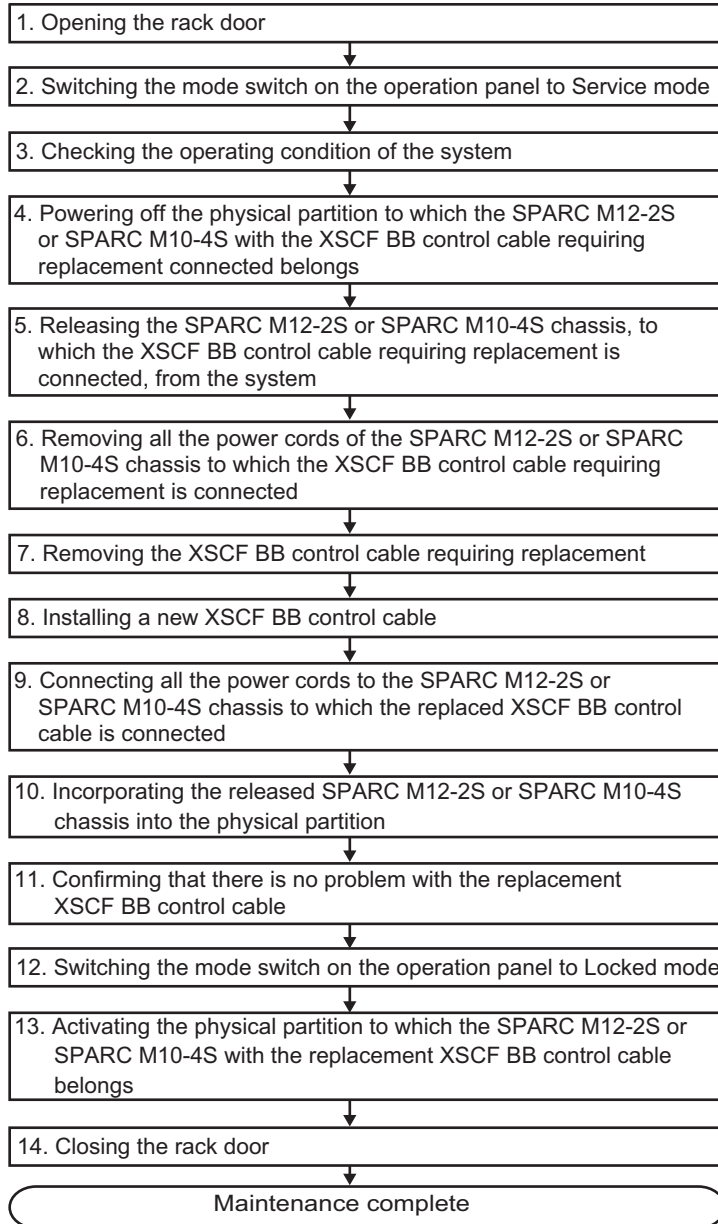 1. Opening the rack door
2. Switching the mode switch on the operation panel to Service mode
3. Checking the operating condition of the system
4. Powering off the physical partition to which the SPARC M12-2S
or SPARC M10-4S with the XSCF BB control cable requiring
replacement connected belongs
5. Releasing the SPARC M12-2S or SPARC M10-4S chassis, to
which the XSCF BB control cable requiring replacement is
connected, from the system
6. Removing all the power cords of the SPARC M12-2S or SPARC
M10-4S chassis to which the XSCF BB control cable requiring
replacement is connected
7. Removing the XSCF BB control cable requiring replacement
8. Installing a new XSCF BB control cable
9. Connecting all the power cords to the SPARC M12-2S or
SPARC M10-4S chassis to which the replaced XSCF BB control
cable is connected
10. Incorporating the released SPARC M12-2S or SPARC M10-4S
chassis into the physical partition
11. Confirming that there is no problem with the replacement
XSCF BB control cable
12. Switching the mode switch on the operation panel to Locked mode
13. Activating the physical partition to which the SPARC M12-2S or
SPARC M10-4S with the replacement XSCF BB control cable
belongs
14. Closing the rack door
Maintenance complete